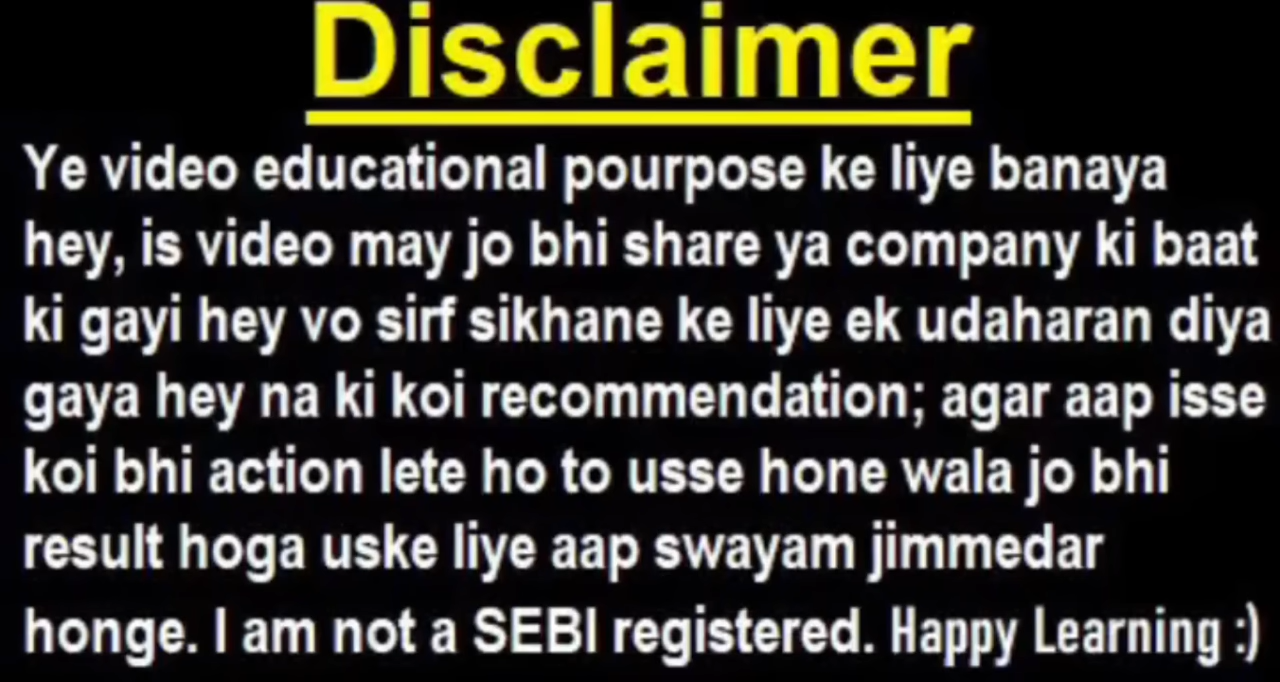 Disclaimer
Ye video educational pourpose ke liye banaya
hey, is video may jo bhi share ya company ki baat
ki gayi hey vo sirf sikhane ke liye ek udaharan diya
gaya hey na ki koi recommendation; agar aap isse
koi bhi action lete ho to usse hone wala jo bhi
result hoga uske liye aap swayam jimmedar
honge. I am not a SEBI registered. Happy Learning :)